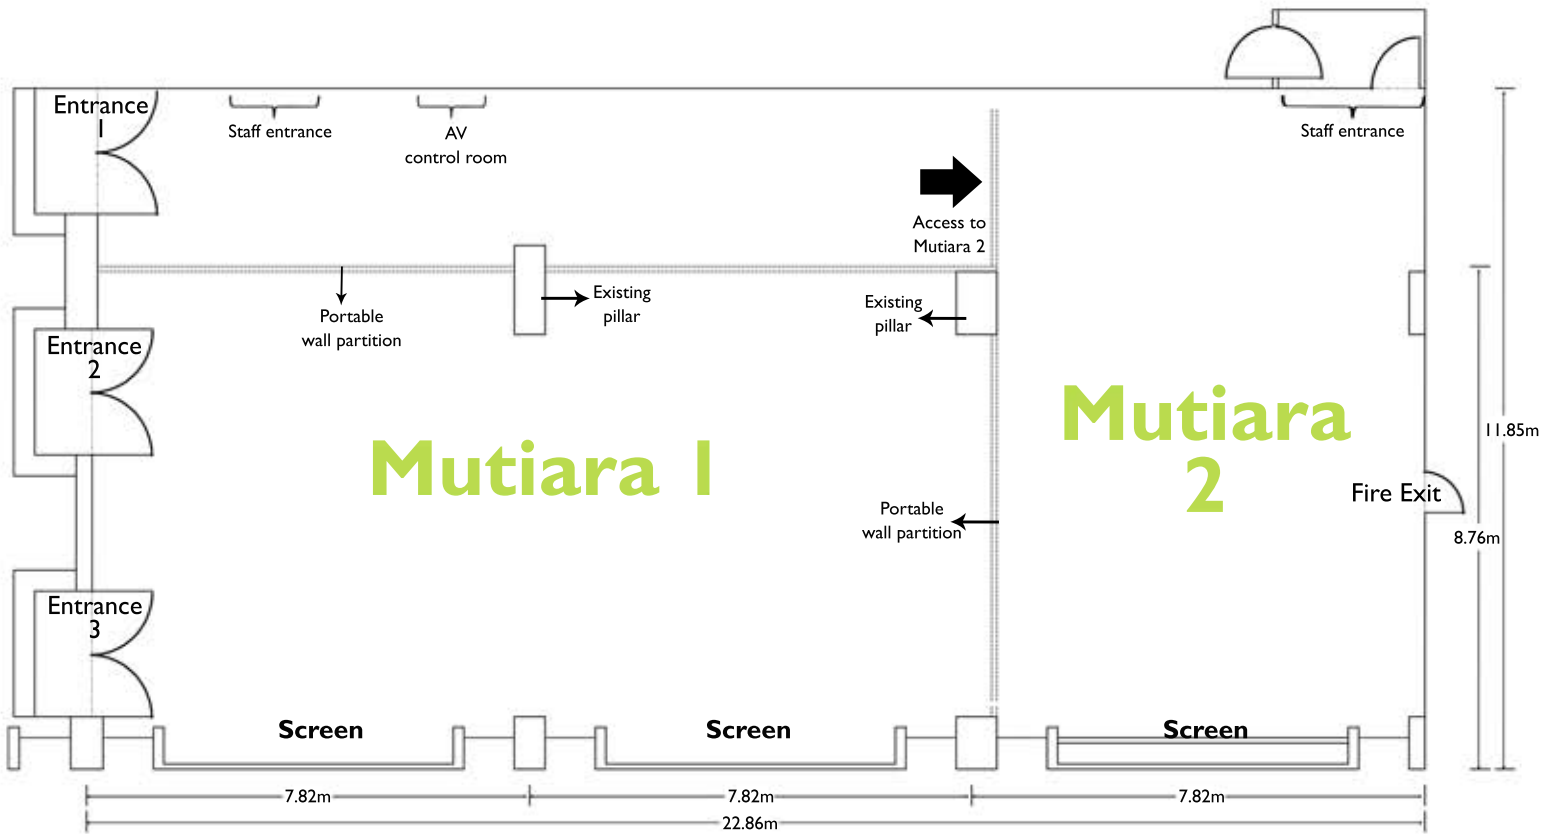 Entrance
1
Staff entrance
AV
control room
Staff entrance
Access to
Mutiara 2
Existing
pillar
Existing
pillar
Portable
wall partition
Entrance
2
Mutiara
2
Mutiara 1
11.85m
Fire Exit
Portable
wall partition
8.76m
Entrance
3
Screen
Screen
Screen
7.82m
7.82m
7.82m
22.86m